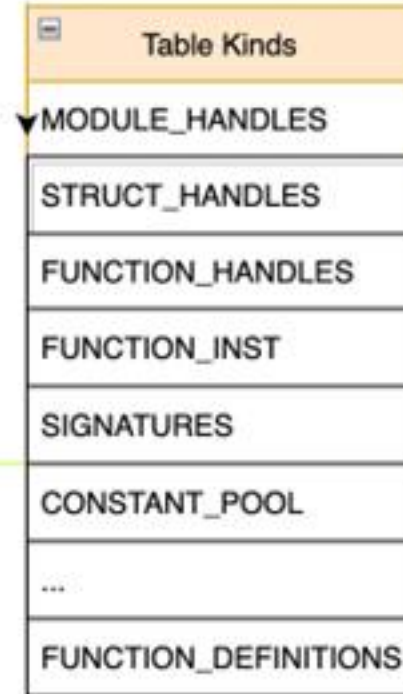 Table Kinds
MODULE_HANDLES
STRUCT_HANDLES
FUNCTION_HANDLES
FUNCTION_INST
SIGNATURES
CONSTANT_POOL
...
FUNCTION_DEFINITIONS